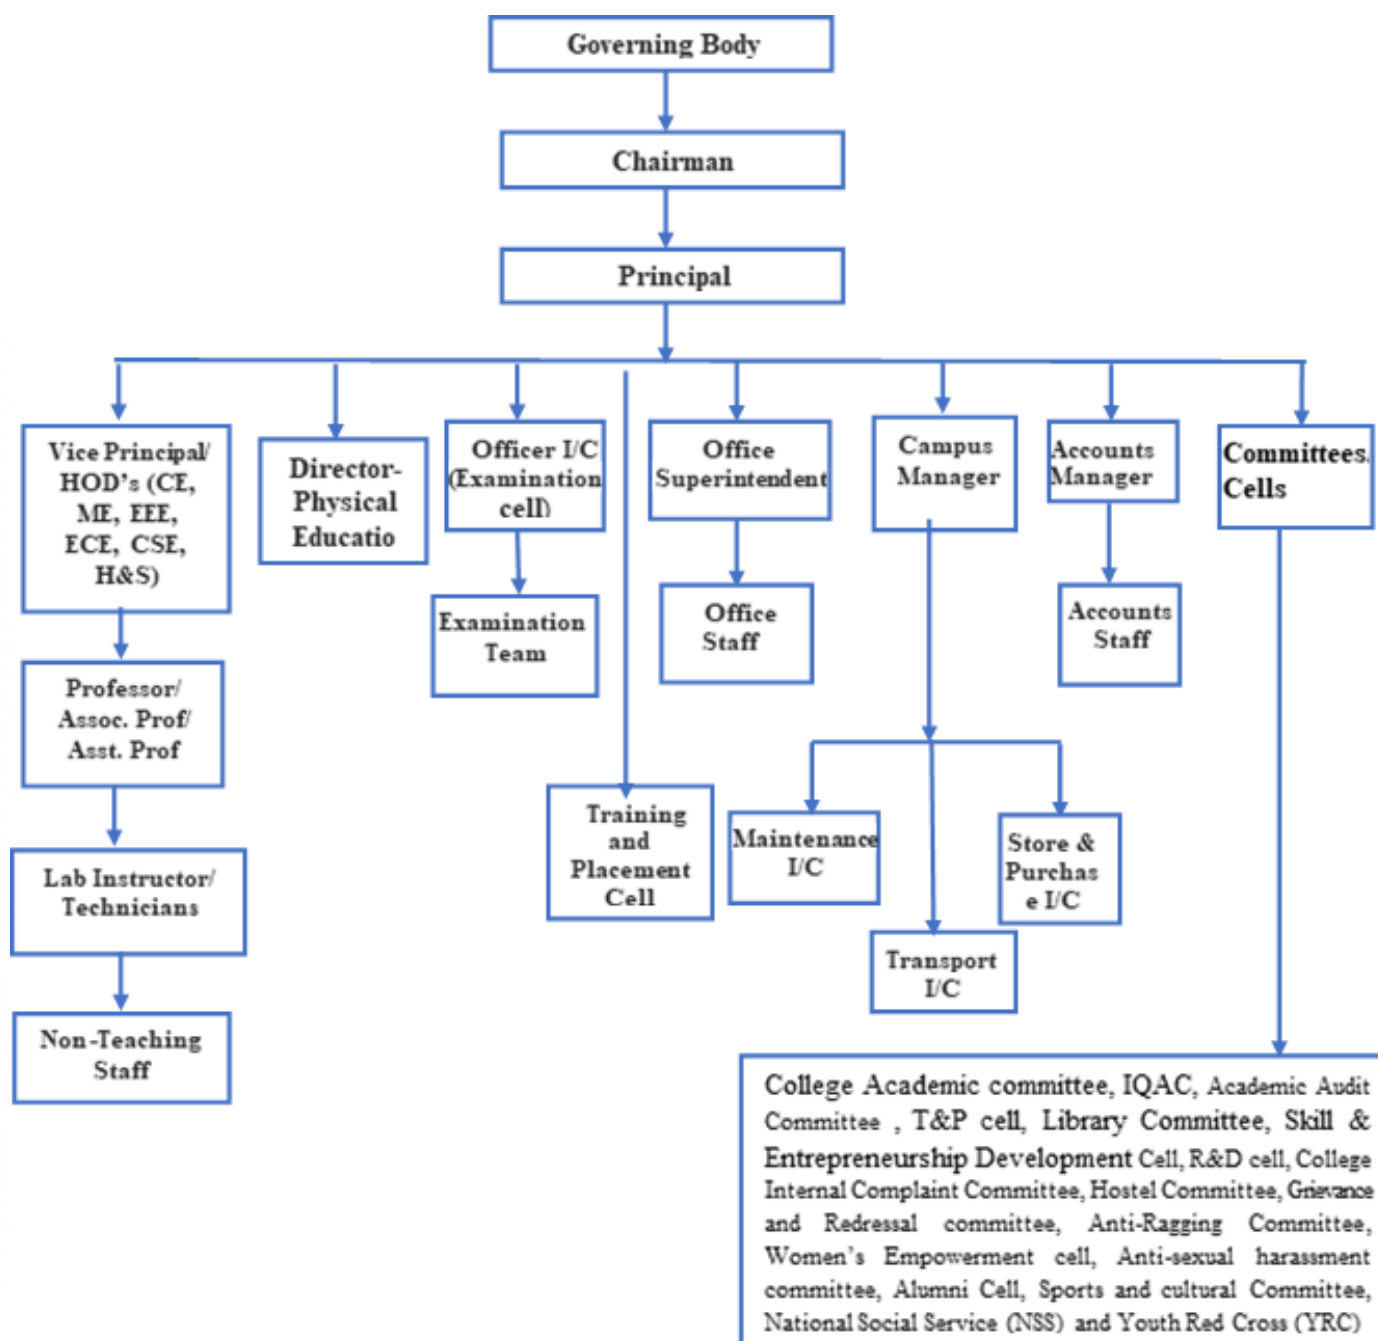 Governing Body
Chairman
Principal
Vice Principal/
HOD's (CE,
ME, EEE,
ECE, CSE,
H&S)
Director-
Physical
Educatio
Officer I/C
(Examination
cell)
Office
Superintendent
Campus
Manager
Accounts
Manager
Committees.
Cells
Examination
Team
Office
Staff
Accounts
Staff
Professor/
Assoc. Prof/
Asst. Prof
Training
and
Placement
Cell
Maintenance
I/C
Store &
Purchas
e I/C
Lab Instructor/
Technicians
Transport
I/C
Non-Teaching
Staff
College Academic committee, IQAC, Academic Audit
Committee , T&P cell, Library Committee, Skill &
Entrepreneurship Development Cell, R&D cell, College
Internal Complaint Committee, Hostel Committee, Grievance
and Redressal committee, Anti-Ragging Committee,
Women's Empowerment cell, Anti-sexual harassment
committee, Alumni Cell, Sports and cultural Committee,
National Social Service (NSS) and Youth Red Cross (YRC)